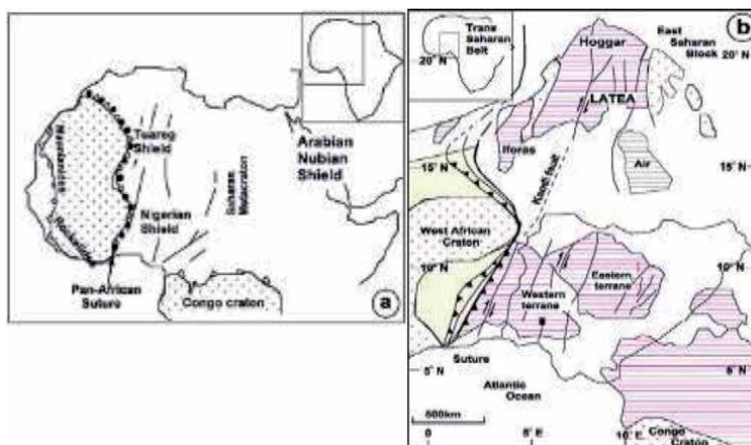 Tuareg
Shield
Arabian
Nubian
Shield
Saharan
Metacraton
Nigerian
Shield
Pan-African
Suture
Congo craton
a
Trans
Saharan
Belt
20° N
Hoggar
East
Saharan
Block
b
20° N
LATEA
Iforas
Air
15° N
15° N
Kandi fault
West African
Craton
10° N
10° N
Eastern
terrane
Western
terrane
Suture
5° N
5° N
Atlantic
Ocean
500km
0
5° E
10° E
Congo
Craton